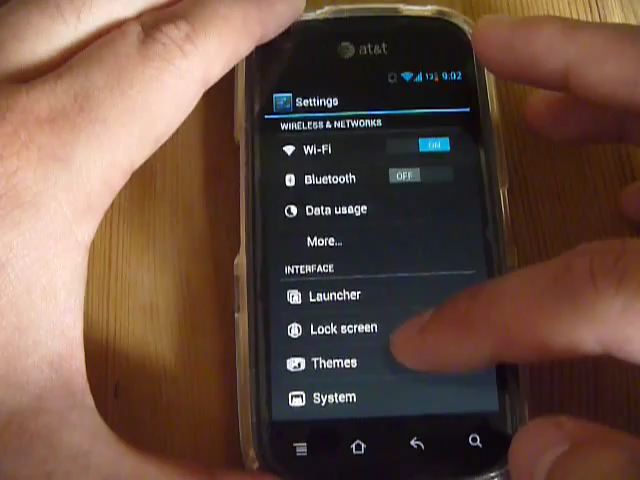 at&t
9:02
Settings
WIRELESS & NETWORKS
Wi-Fi ON
Bluetooth OFF
Data usage
More...
INTERFACE
Launcher
Lock screen
Themes
System